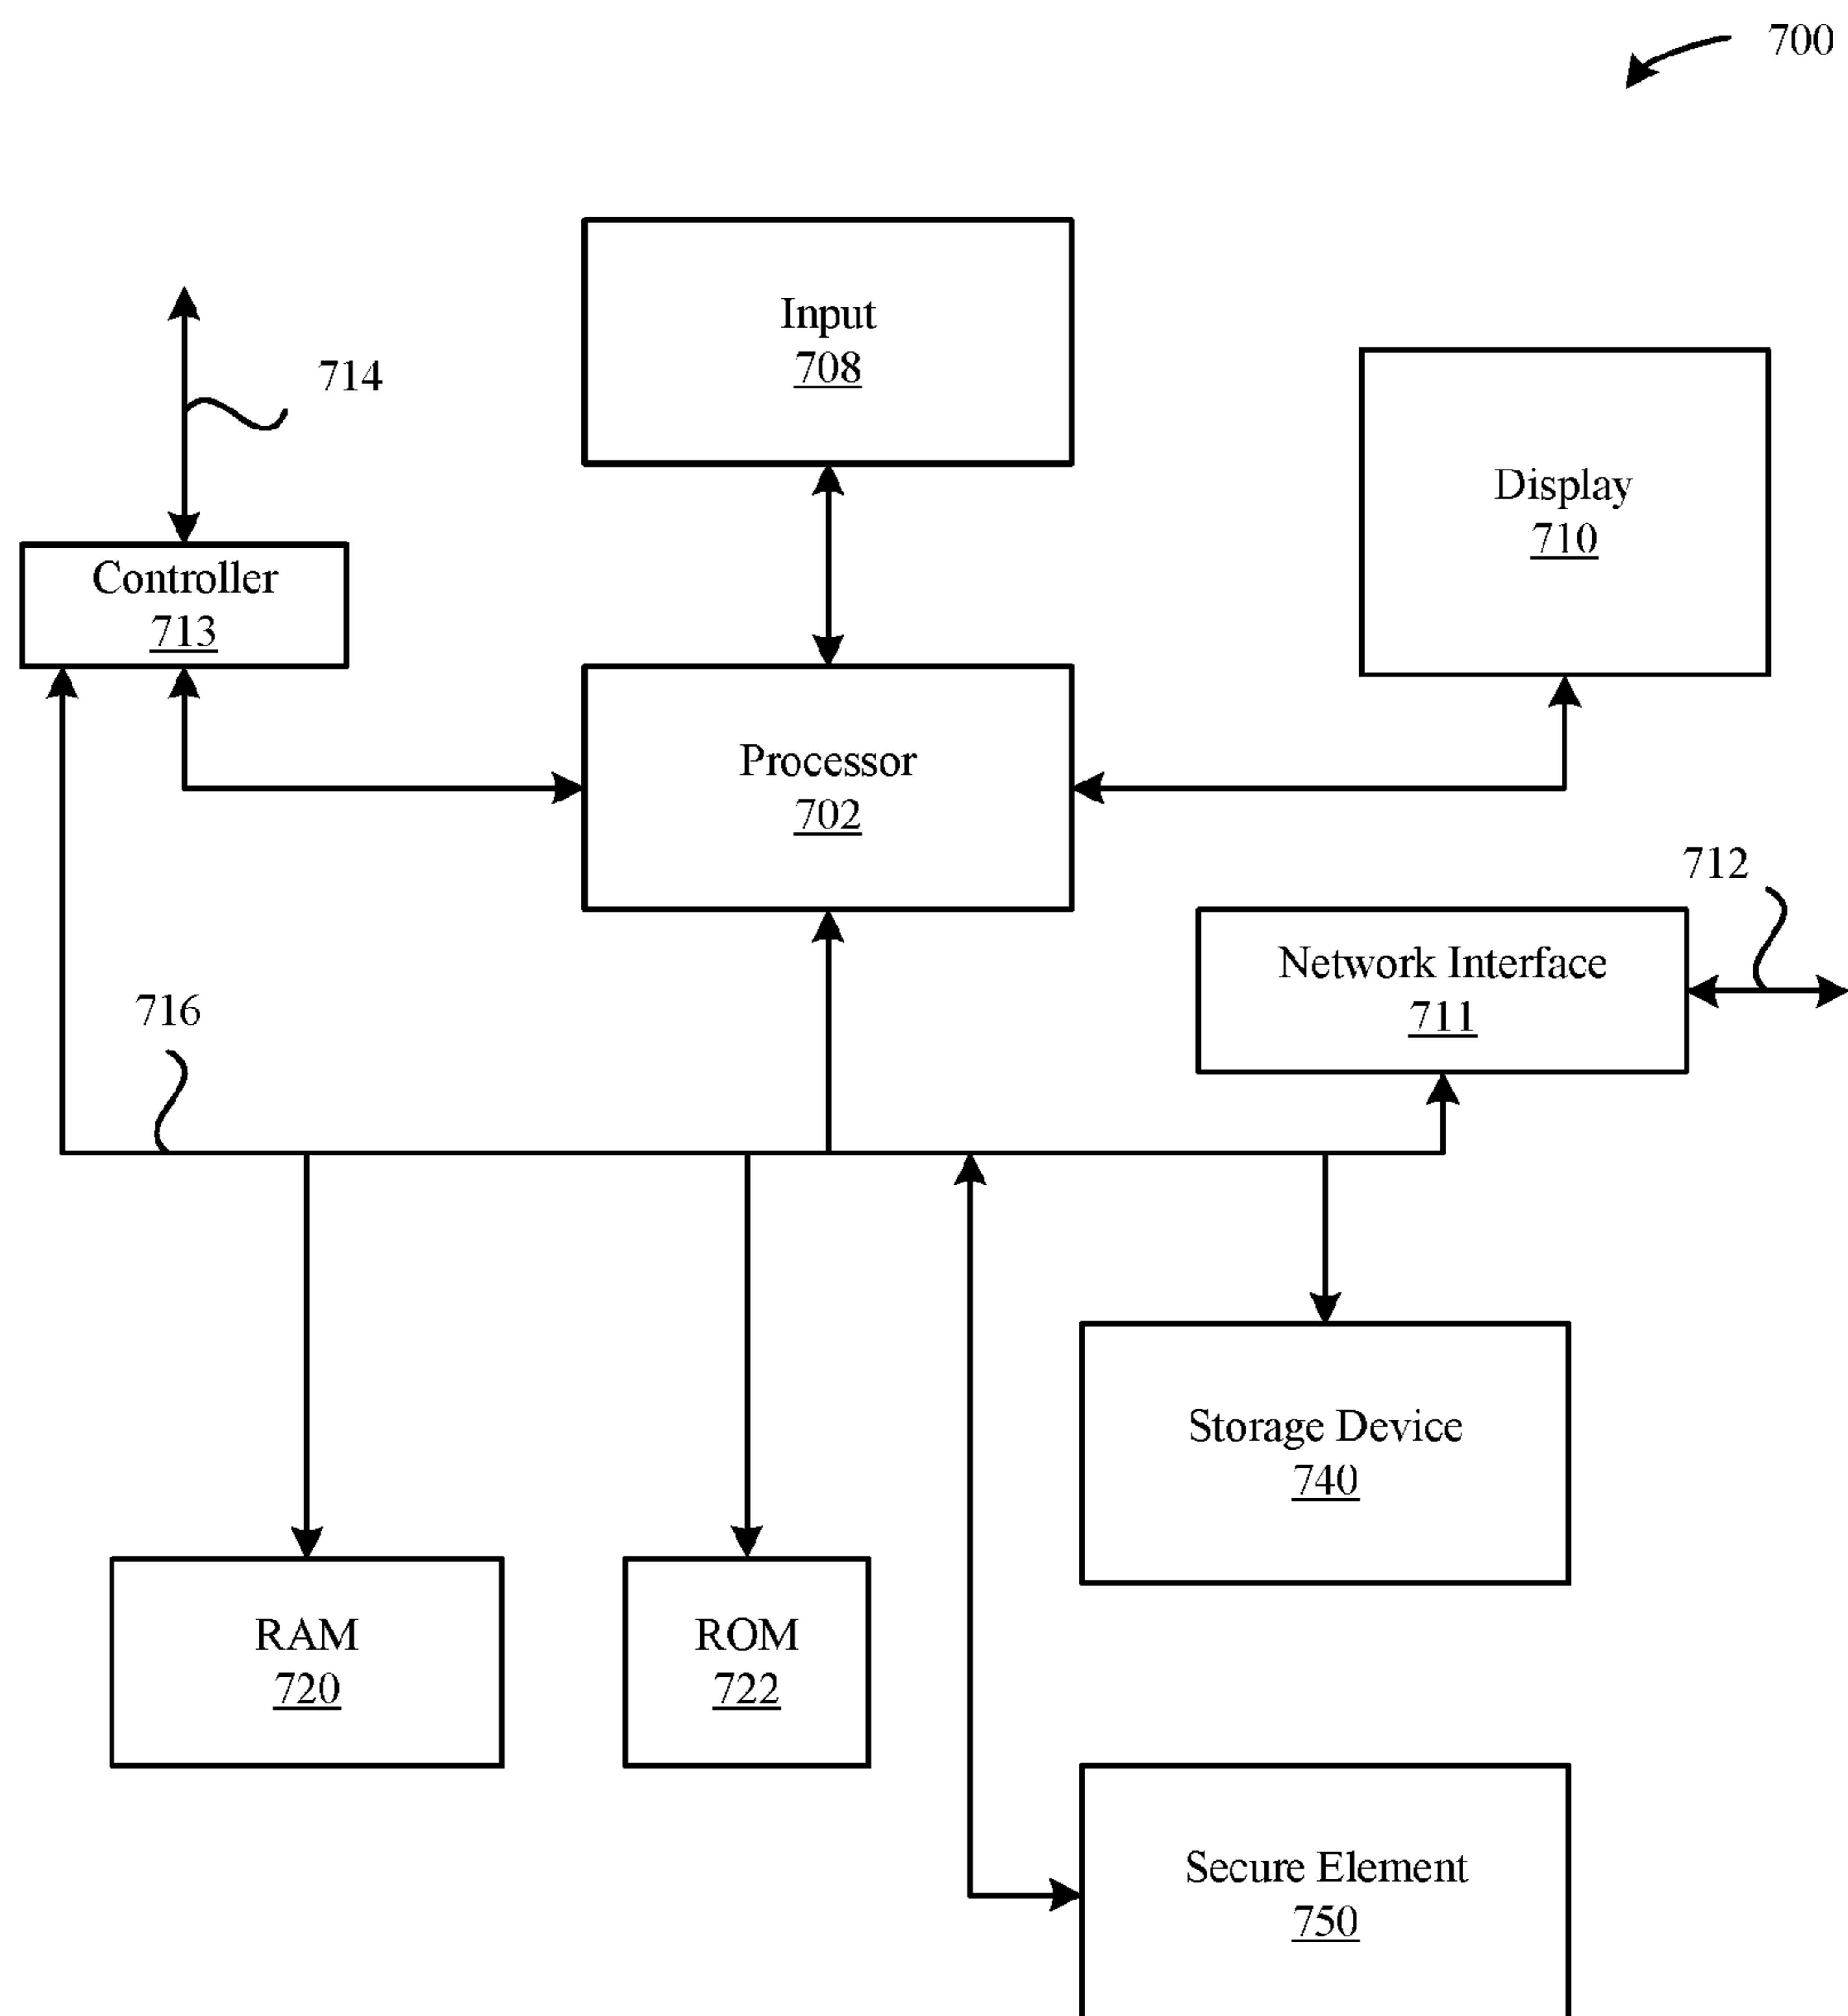 700
Input
708
714
Display
710
Controller
713
Processor
702
712
Network Interface
711
716
Storage Device
740
RAM
720
ROM
722
Secure Element
750